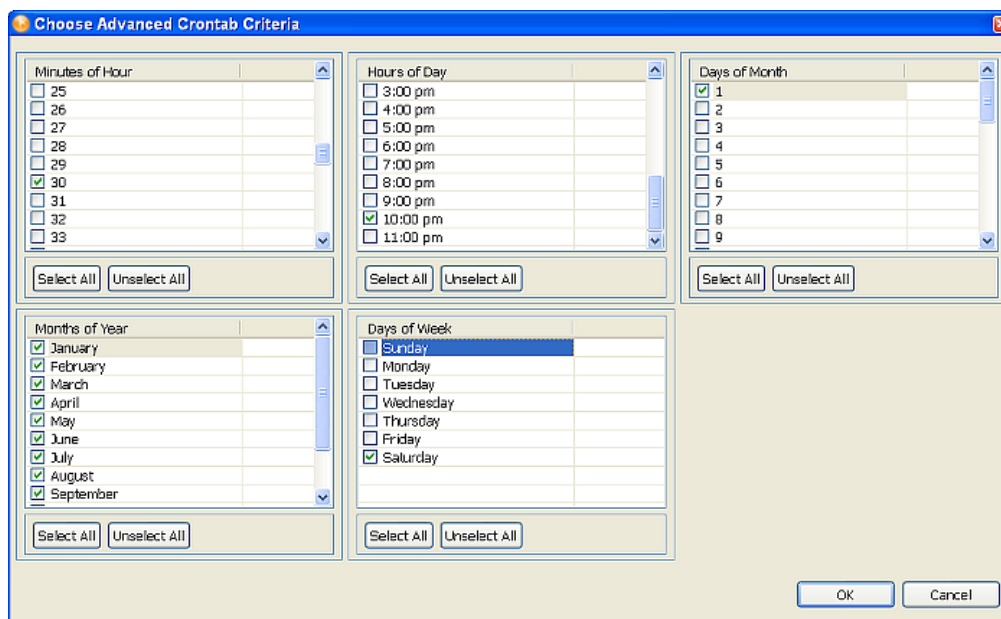 Choose Advanced Crontab Criteria
Minutes of Hour
25
26
27
28
29
30
31
32
33
Select All
Unselect All
Hours of Day
3:00 pm
4:00 pm
5:00 pm
6:00 pm
7:00 pm
8:00 pm
9:00 pm
10:00 pm
11:00 pm
Select All
Unselect All
Days of Month
1
2
3
4
5
6
7
8
9
Select All
Unselect All
Months of Year
January
February
March
April
May
June
July
August
September
Select All
Unselect All
Days of Week
Sunday
Monday
Tuesday
Wednesday
Thursday
Friday
Saturday
Select All
Unselect All
OK
Cancel